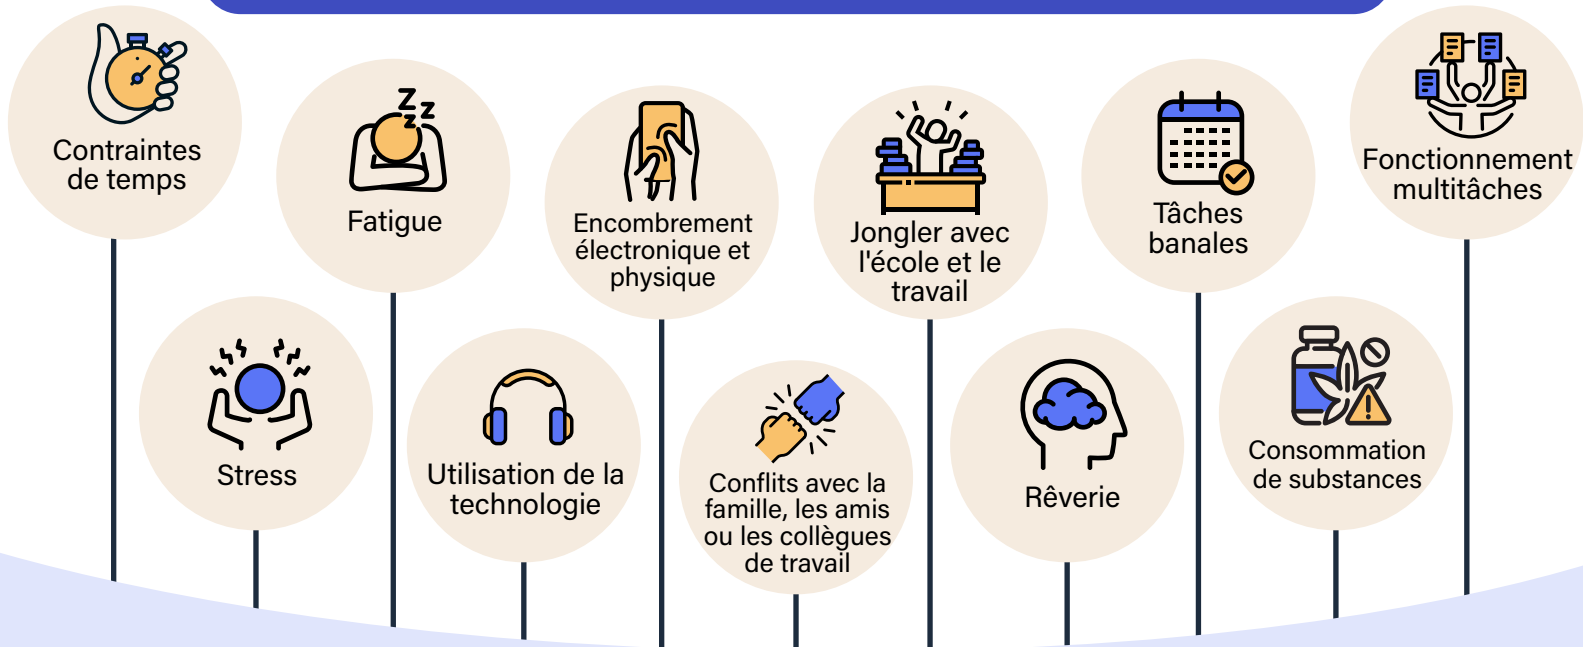 Contraintes
de temps
Fatigue
Encombrement
électronique et
physique
Jongler avec
l'école et le
travail
Tâches
banales
Fonctionnement
multitâches
Stress
Utilisation de la
technologie
Conflits avec la
famille, les amis
ou les collègues
de travail
Rêverie
Consommation
de substances